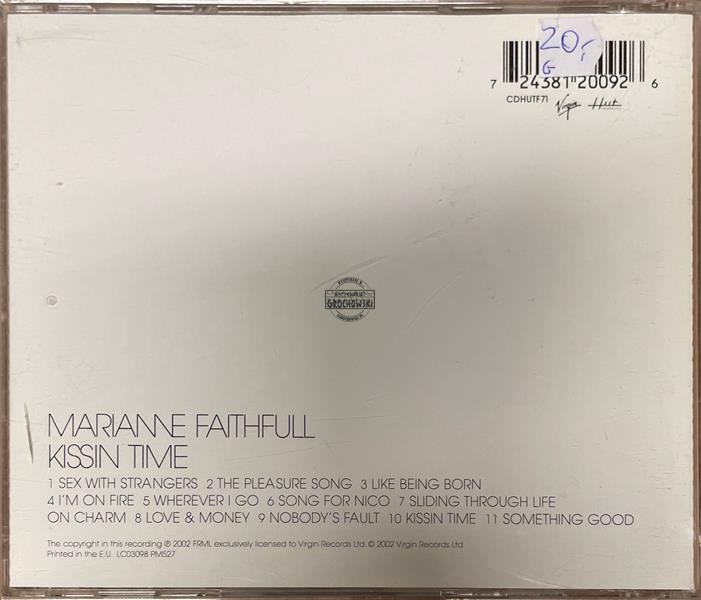 20,-
G
7 24381 20092 6
CDHUTF71 Virgin Hut
GROCHOWSKI
MARIANNE FAITHFULL
KISSIN TIME
1 SEX WITH STRANGERS 2 THE PLEASURE SONG 3 LIKE BEING BORN
4 I'M ON FIRE 5 WHEREVER I GO 6 SONG FOR NICO 7 SLIDING THROUGH LIFE
ON CHARM 8 LOVE & MONEY 9 NOBODY'S FAULT 10 KISSIN TIME 11 SOMETHING GOOD
The copyright in this recording ℗ 2002 FRML exclusively licensed to Virgin Records Ltd. © 2002 Virgin Records Ltd
Printed in the E.U. LC03098 PM527